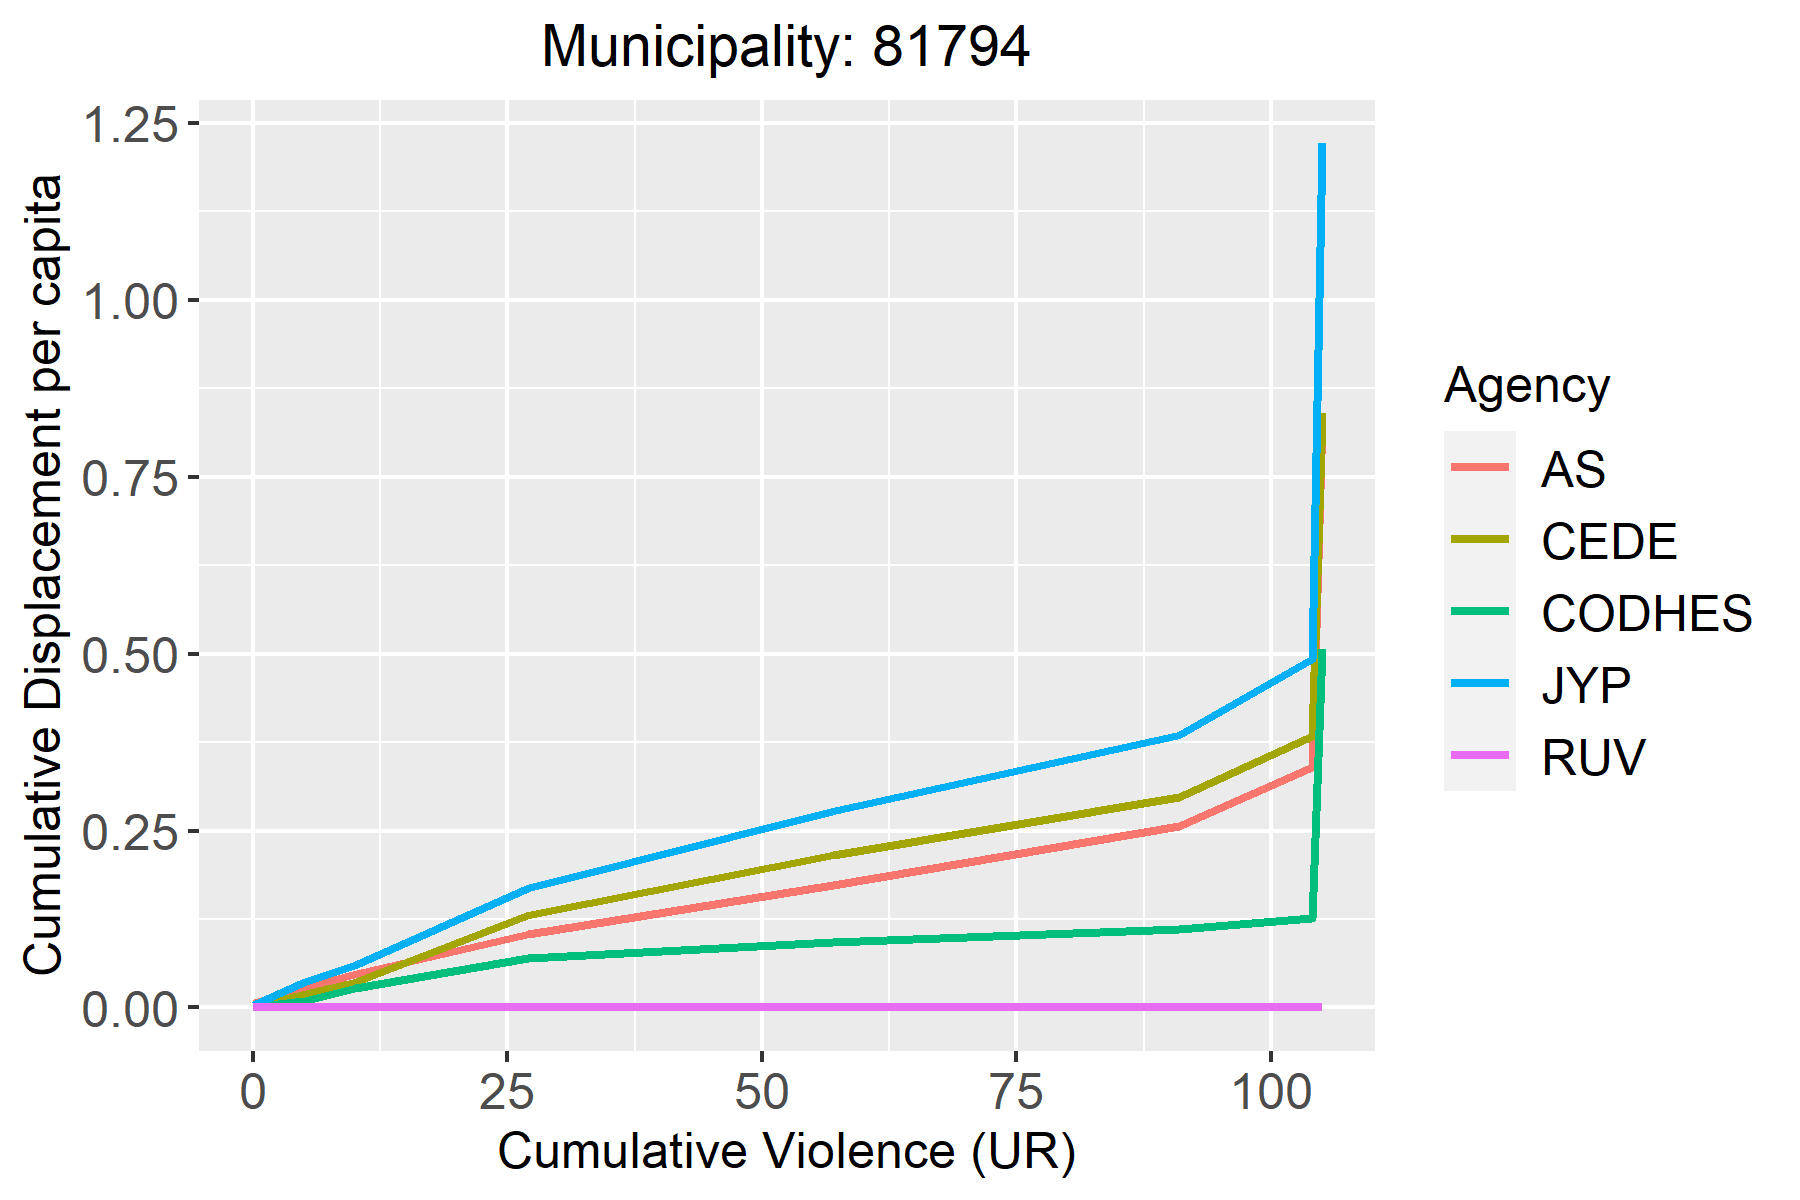 Municipality: 81794
1.25
1.00
0.75
0.50
0.25
0.00
Cumulative Displacement per capita
0 25 50 75 100
Cumulative Violence (UR)
Agency
AS
CEDE
CODHES
JYP
RUV